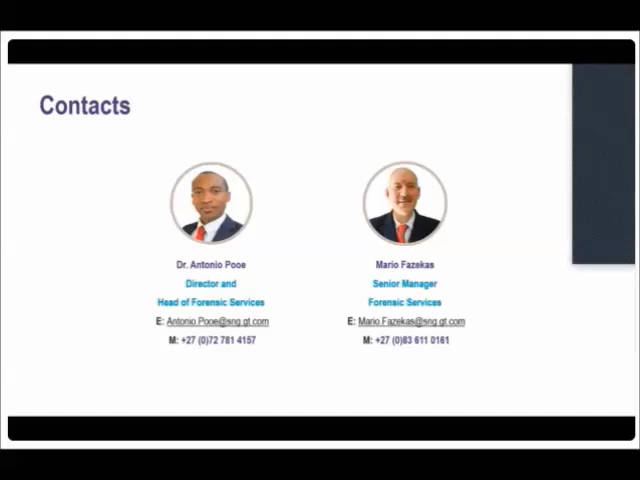 Contacts
Dr. Antonio Pooe
Director and
Head of Forensic Services
E: Antonio.Pooe@sng.gt.com
M: +27 (0)72 781 4157
Mario Fazekas
Senior Manager
Forensic Services
E: Mario.Fazekas@sng.gt.com
M: +27 (0)83 611 0161